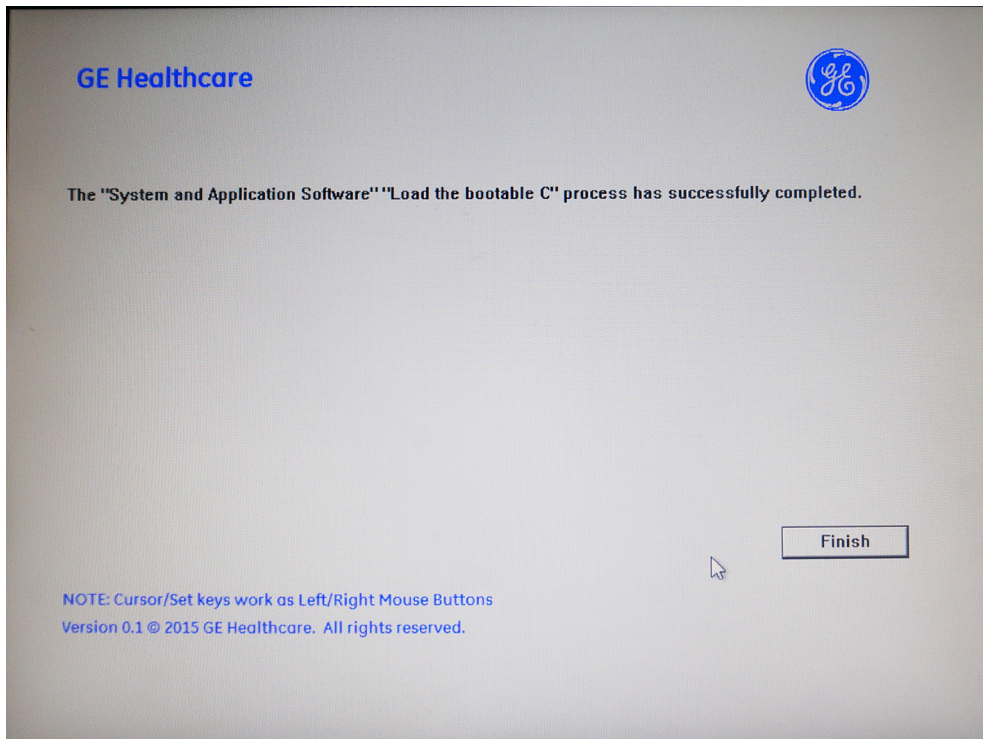 GE Healthcare
GE
The "System and Application Software" "Load the bootable C" process has successfully completed.
Finish
NOTE: Cursor/Set keys work as Left/Right Mouse Buttons
Version 0.1 © 2015 GE Healthcare. All rights reserved.